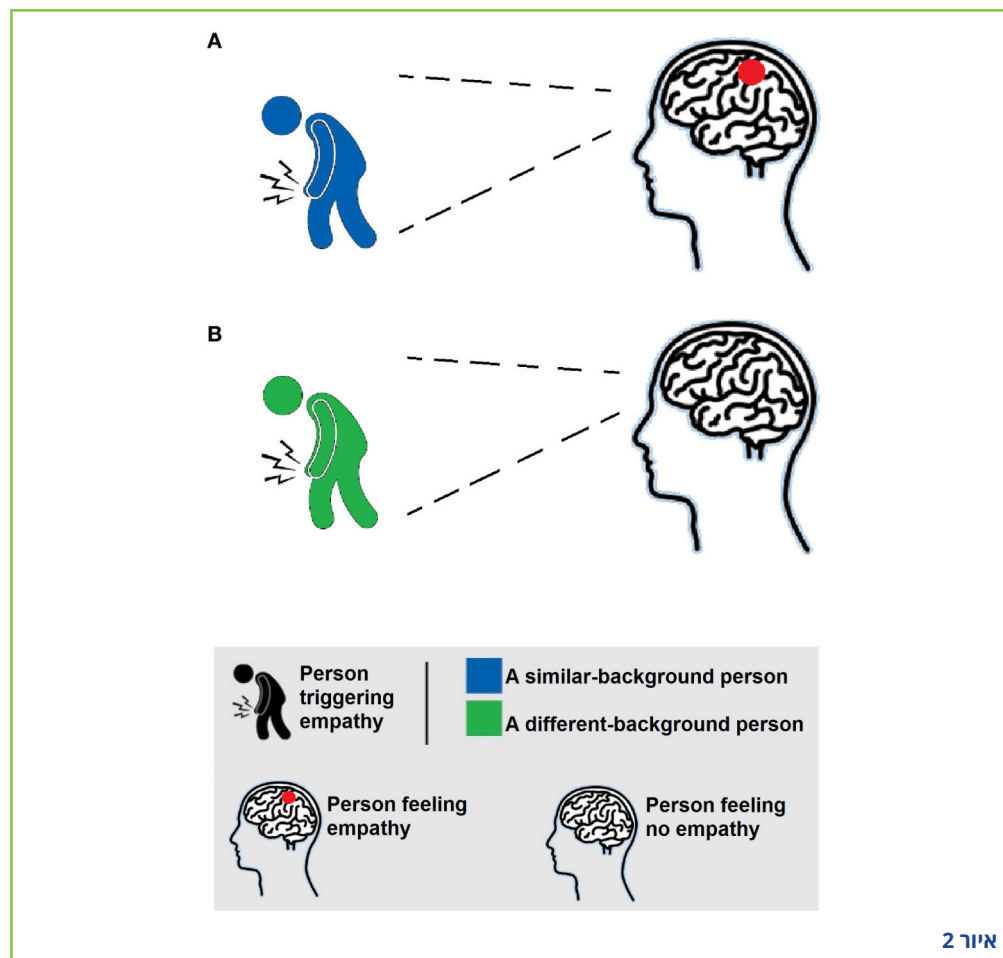 A
B
Person
triggering
empathy
A similar-background person
A different-background person
Person feeling
empathy
Person feeling
no empathy
איור 2